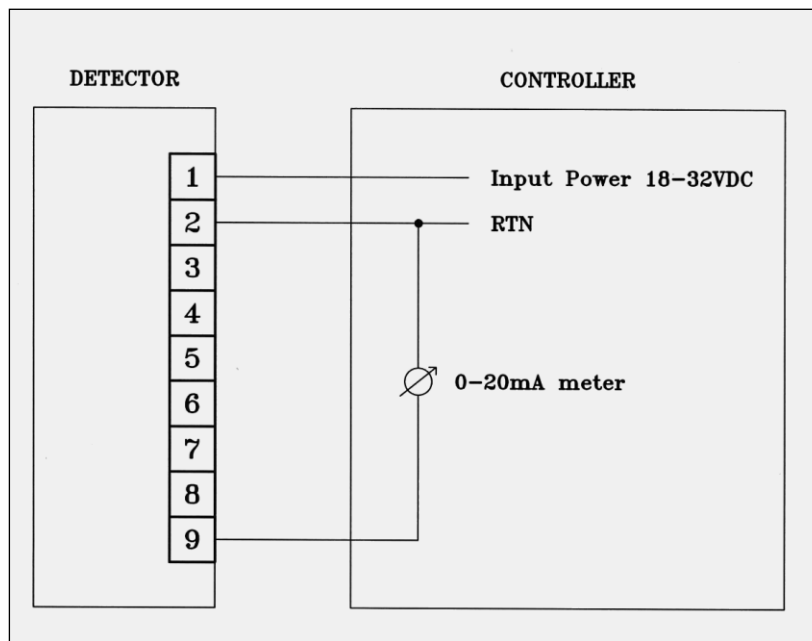 DETECTOR
CONTROLLER
1
Input Power 18-32VDC
2
RTN
3
4
5
0-20mA meter
6
7
8
9